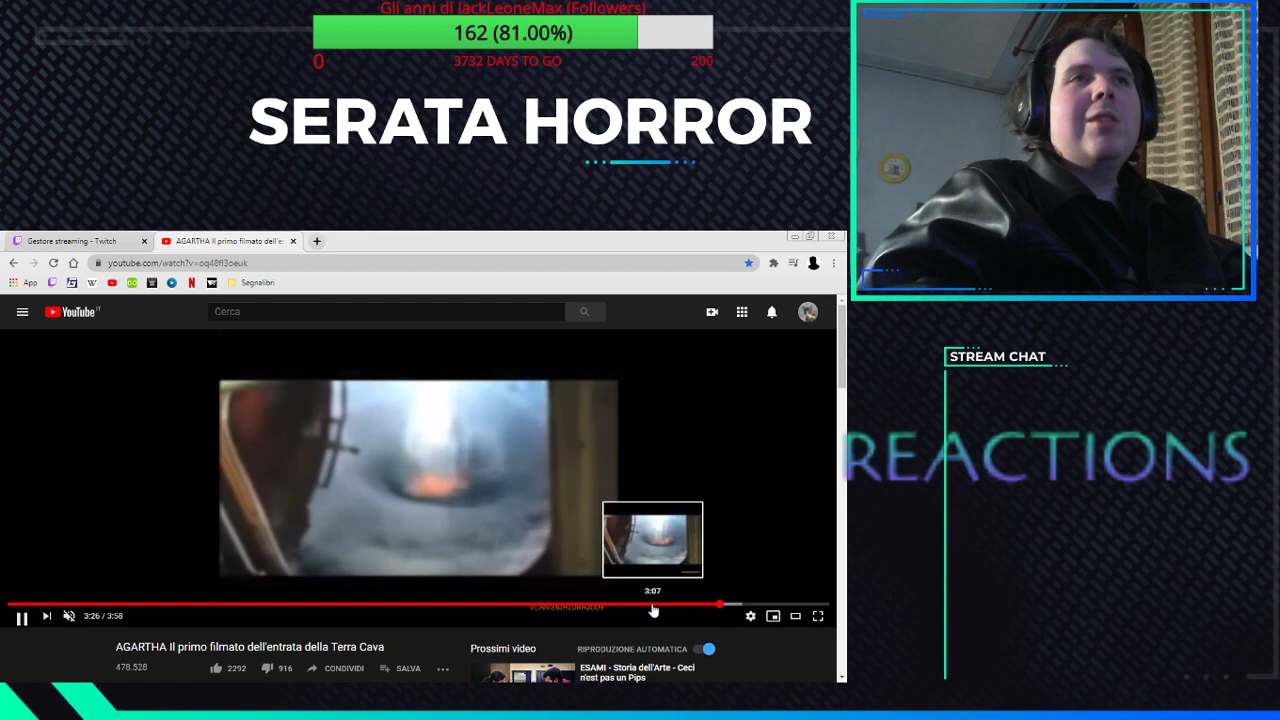 Gli anni di JackLeoneMax (Followers)
162 (81.00%)
0
3732 DAYS TO GO
200
SERATA HORROR
Gestore streaming - Twitch
AGARTHA Il primo filmato dell'e
youtube.com/watch?v=oq48fl3oeuk
App
Segnalibri
YouTube IT
Cerca
3:07
3:26 / 3:58
AGARTHA Il primo filmato dell'entrata della Terra Cava
478.528
2292
916
CONDIVIDI
SALVA
Prossimi video
RIPRODUZIONE AUTOMATICA
ESAMI - Storia dell'Arte - Ceci
n'est pas un Pips
STREAM CHAT
REACTIONS